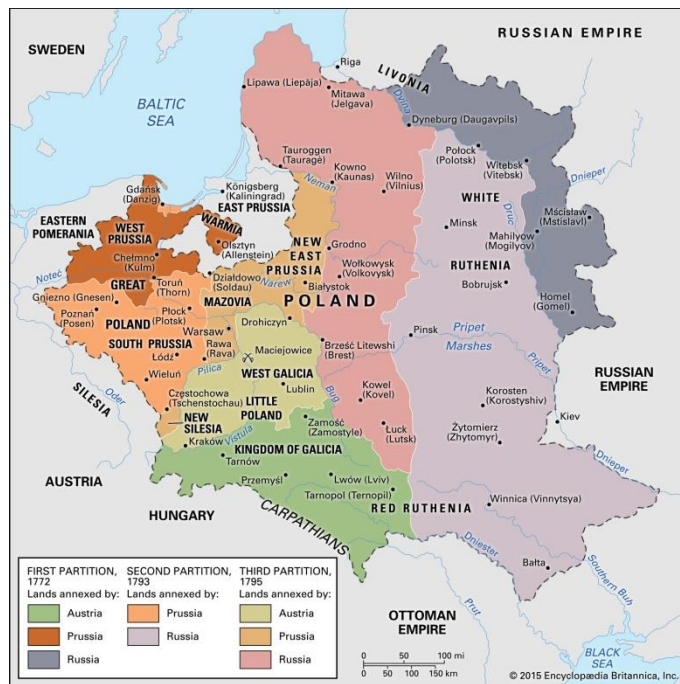 RUSSIAN EMPIRE
SWEDEN
Riga
LIVONIA
Lipawa (Liepāja)
Mitawa
(Jelgava)
BALTIC
SEA
Dvina
Dyneburg (Daugavpils)
Połock
(Polotsk)
Witebsk
(Vitebsk)
Dnieper
Tauroggen
(Tauragė)
Kowno
(Kaunas)
Wilno
(Vilnius)
Neman
Gdańsk
(Danzig)
Königsberg
(Kaliningrad)
EAST PRUSSIA
WHITE
Druc
Mścisław
(Mstislavl)
EASTERN
POMERANIA
WEST
PRUSSIA
WARMIA
Olsztyn
(Allenstein)
Minsk
Mahilyow
(Mogilyov)
Chełmno
(Kulm)
NEW
EAST
PRUSSIA
Grodno
Wołkowysk
(Volkovysk)
RUTHENIA
Noteć
GREAT
Toruń
(Thorn)
Działdowo
(Soldau)
Narew
Białystok
Bobrujsk
Homel
(Gomel)
Gniezno (Gnesen)
MAZOVIA
POLAND
Poznań
(Posen)
POLAND
Płock
(Plotsk)
Drohiczyn
SOUTH PRUSSIA
Warsaw
Rawa
(Rava)
Brześć Litewski
(Brest)
Pinsk
Pripet
Marshes
Pripet
Łódź
Maciejowice
Pilica
WEST GALICIA
Wieluń
Lublin
Bug
Kowel
(Kovel)
Korosten
(Korostyshiv)
RUSSIAN
EMPIRE
SILESIA
Oder
Częstochowa
(Tschenstochau)
LITTLE
POLAND
NEW
SILESIA
Zamość
(Zamostyle)
Łuck
(Lutsk)
Żytomierz
(Zhytomyr)
Kiev
Kraków
Vistula
KINGDOM OF GALICIA
Tarnów
Dnieper
AUSTRIA
Przemyśl
Lwów (Lviv)
Tarnopol (Ternopil)
Winnica (Vinnytsya)
HUNGARY
CARPATHIANS
RED RUTHENIA
Dniester
Bałta
Southern Buh
Prut
OTTOMAN
EMPIRE
BLACK
SEA
FIRST PARTITION,
1772
Lands annexed by:
Austria
Prussia
Russia
SECOND PARTITION,
1793
Lands annexed by:
Prussia
Russia
THIRD PARTITION,
1795
Lands annexed by:
Austria
Prussia
Russia
0 50 100 mi
0 50 100 150 km
© 2015 Encyclopædia Britannica, Inc.